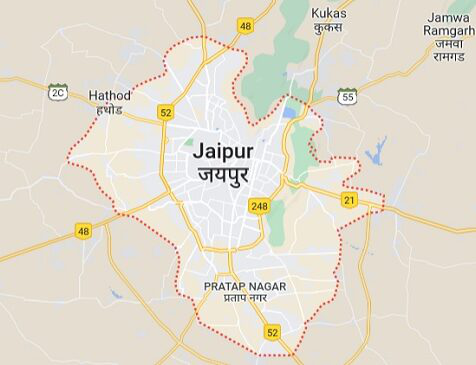 Kukas
कुकस
Jamwa
Ramgarh
जमवा
रामगड
2C
Hathod
हथोड
55
52
Jaipur
जयपुर
248
21
48
48
PRATAP NAGAR
प्रताप नगर
52